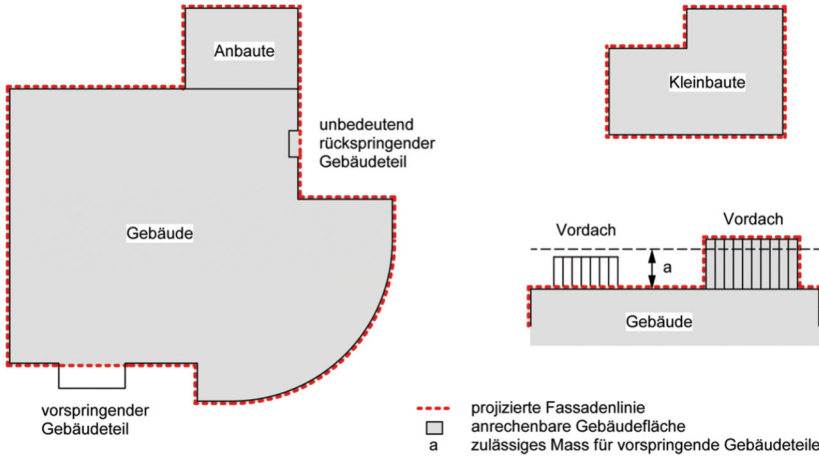 Anbaute
unbedeutend
rückspringender
Gebäudeteil
Gebäude
vorspringender
Gebäudeteil
Kleinbaute
Vordach
Vordach
a
Gebäude
projizierte Fassadenlinie
anrechenbare Gebäudefläche
a zulässiges Mass für vorspringende Gebäudeteile